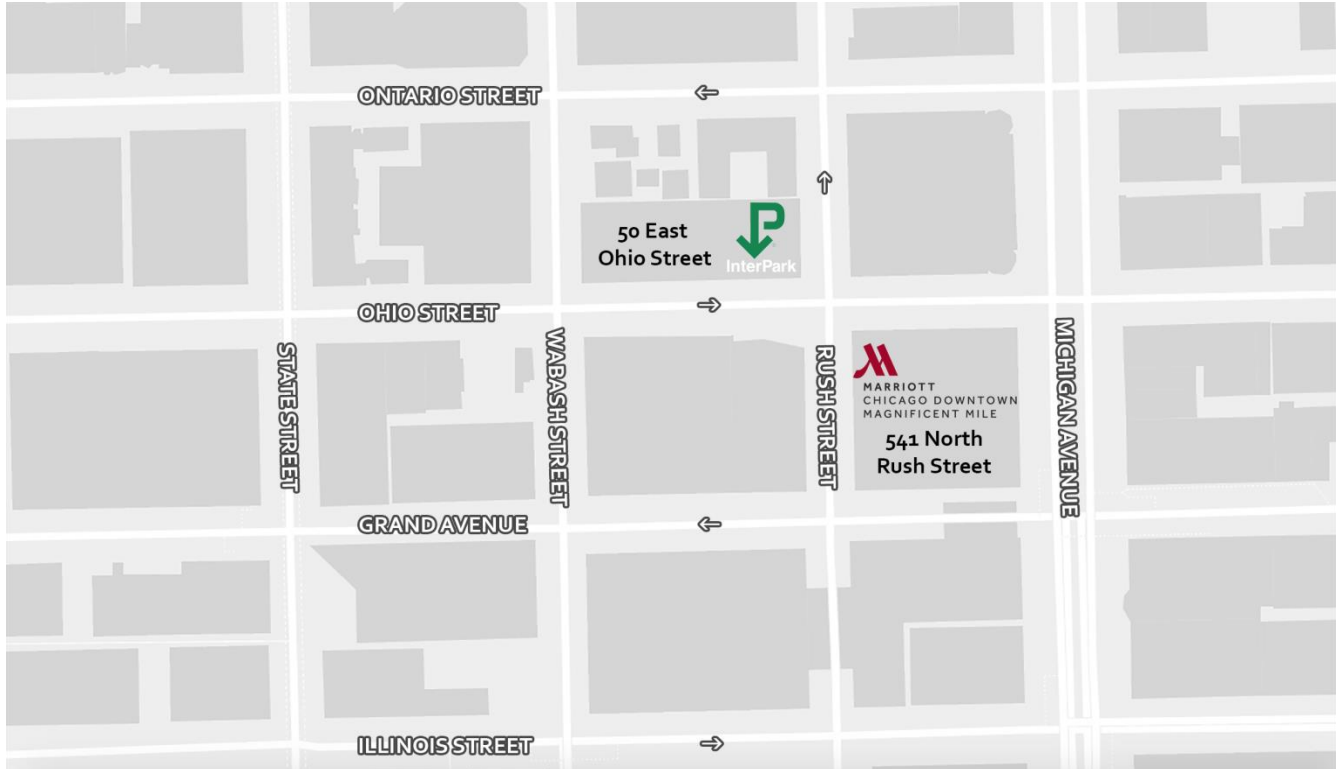 ONTARIO STREET
50 East
Ohio Street
InterPark
OHIO STREET
STATE STREET
WABASH STREET
RUSH STREET
MICHIGAN AVENUE
MARRIOTT
CHICAGO DOWNTOWN
MAGNIFICENT MILE
541 North
Rush Street
GRAND AVENUE
ILLINOIS STREET